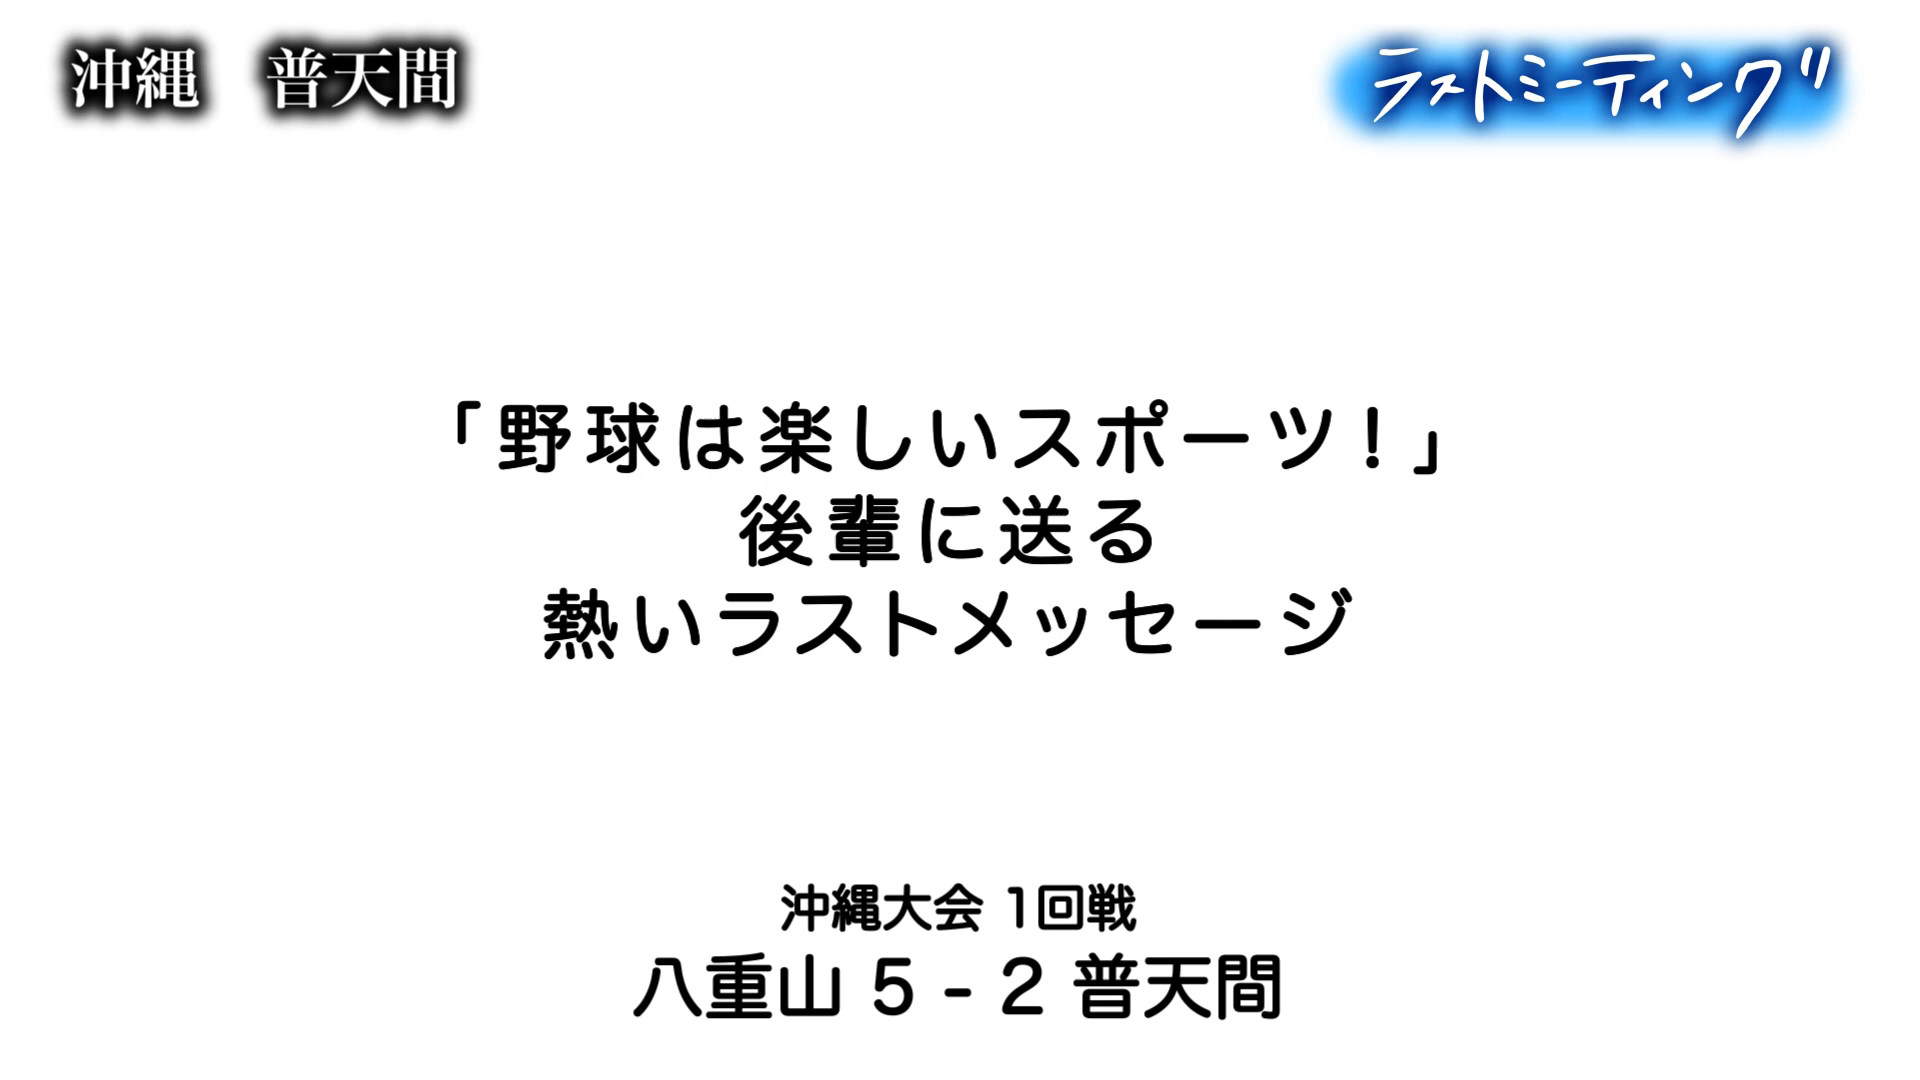 沖縄　普天間
ラストミーティング
「野球は楽しいスポーツ！」
後輩に送る
熱いラストメッセージ
沖縄大会 1回戦
八重山 5 - 2 普天間